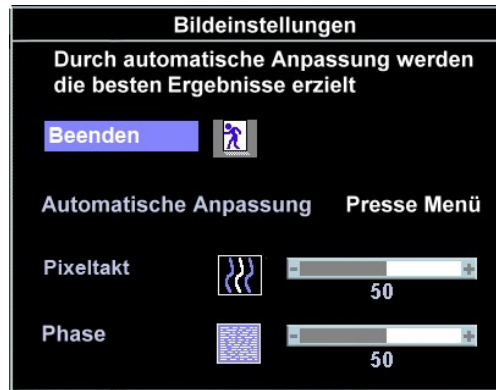 Bildeinstellungen
Durch automatische Anpassung werden
die besten Ergebnisse erzielt
Beenden
Automatische Anpassung Presse Menü
Pixeltakt
- +
50
Phase
- +
50